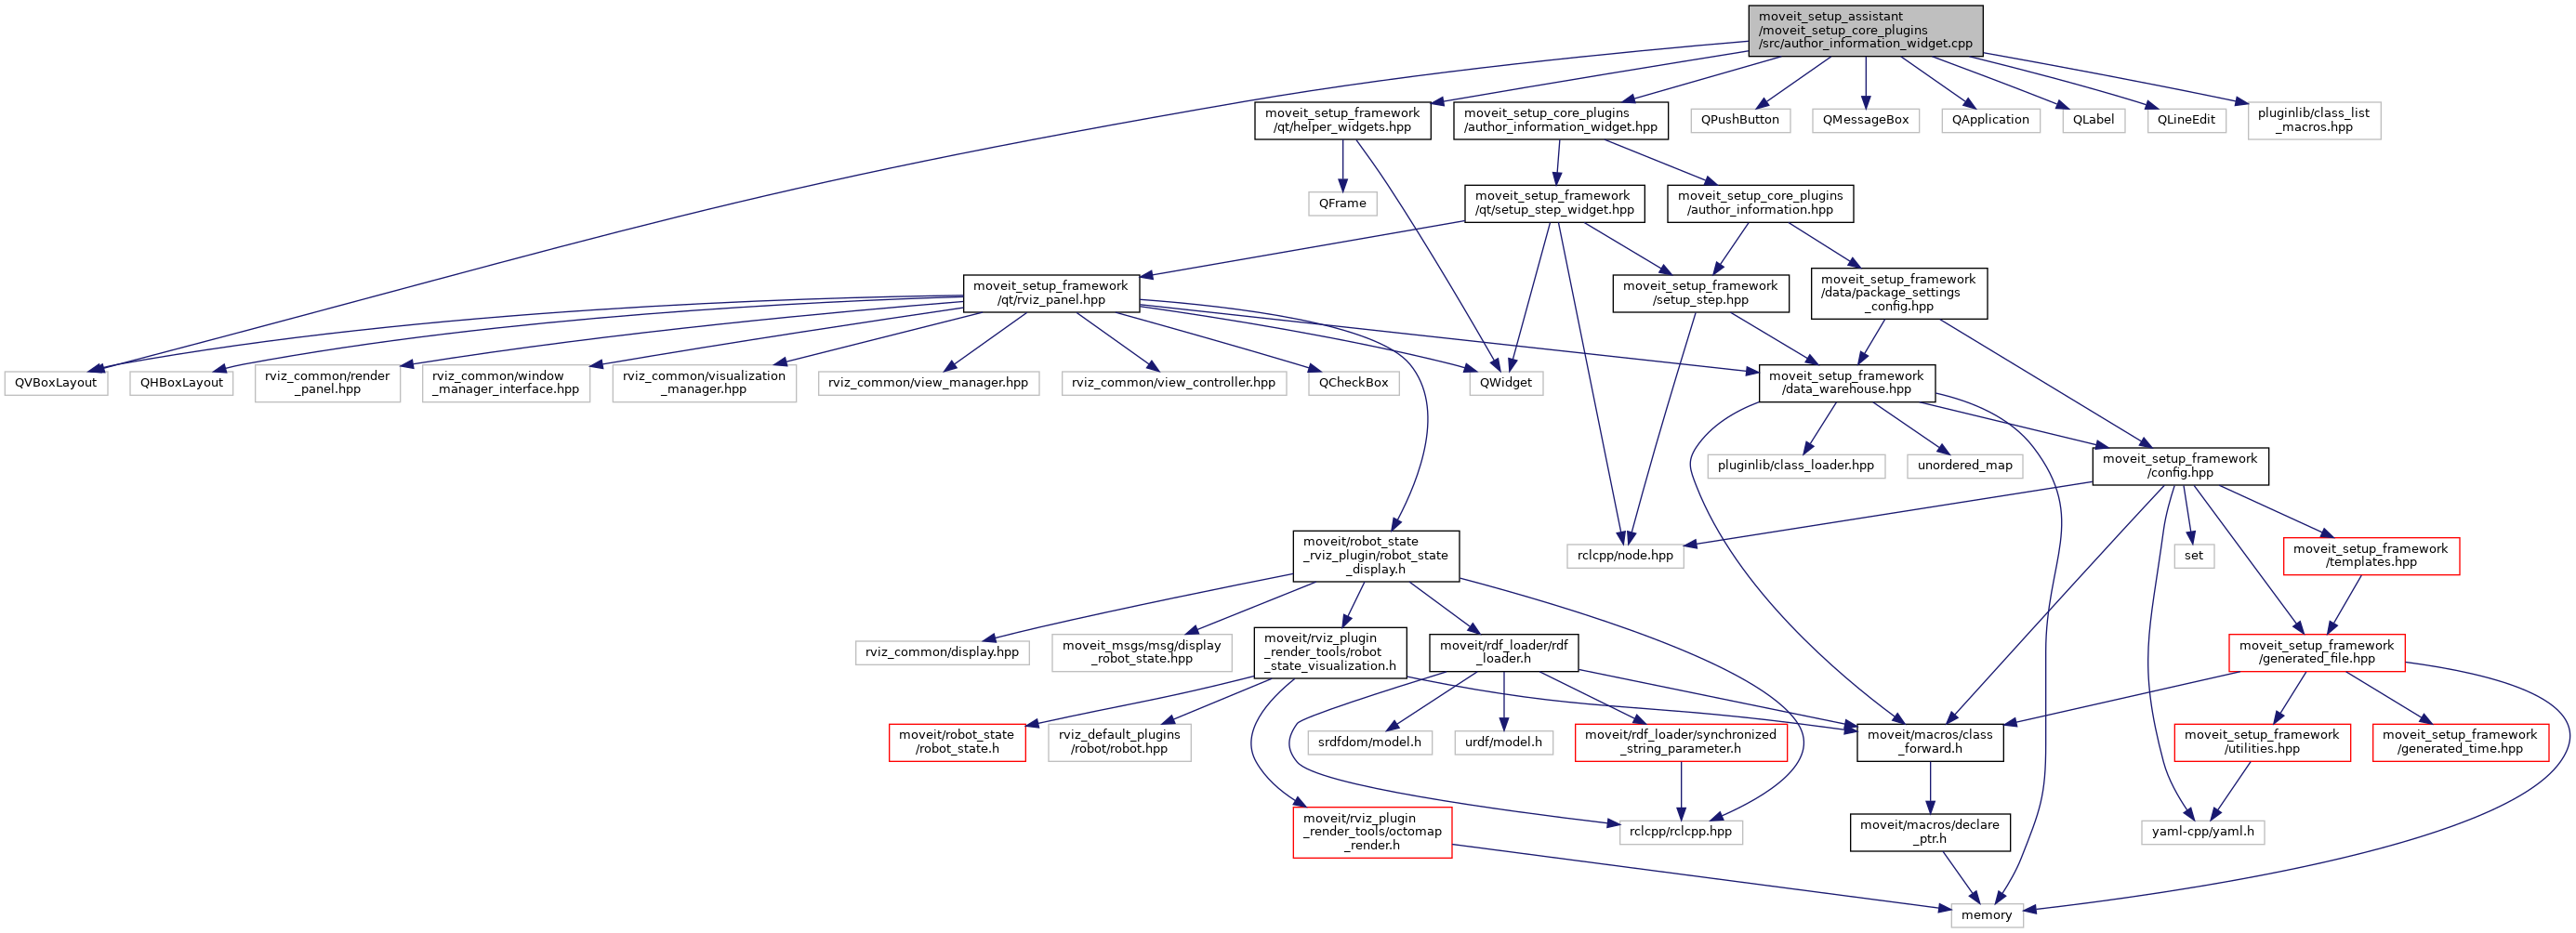 moveit_setup_assistant
/moveit_setup_core_plugins
/src/author_information_widget.cpp
moveit_setup_framework
/qt/helper_widgets.hpp
moveit_setup_core_plugins
/author_information_widget.hpp
QPushButton
QMessageBox
QApplication
QLabel
QLineEdit
pluginlib/class_list
_macros.hpp
QFrame
moveit_setup_framework
/qt/setup_step_widget.hpp
moveit_setup_core_plugins
/author_information.hpp
moveit_setup_framework
/qt/rviz_panel.hpp
moveit_setup_framework
/setup_step.hpp
moveit_setup_framework
/data/package_settings
_config.hpp
QVBoxLayout
QHBoxLayout
rviz_common/render
_panel.hpp
rviz_common/window
_manager_interface.hpp
rviz_common/visualization
_manager.hpp
rviz_common/view_manager.hpp
rviz_common/view_controller.hpp
QCheckBox
QWidget
moveit_setup_framework
/data_warehouse.hpp
pluginlib/class_loader.hpp
unordered_map
moveit_setup_framework
/config.hpp
moveit/robot_state
_rviz_plugin/robot_state
_display.h
rclcpp/node.hpp
set
moveit_setup_framework
/templates.hpp
rviz_common/display.hpp
moveit_msgs/msg/display
_robot_state.hpp
moveit/rviz_plugin
_render_tools/robot
_state_visualization.h
moveit/rdf_loader/rdf
_loader.h
moveit_setup_framework
/generated_file.hpp
moveit/robot_state
/robot_state.h
rviz_default_plugins
/robot/robot.hpp
srdfdom/model.h
urdf/model.h
moveit/rdf_loader/synchronized
_string_parameter.h
moveit/macros/class
_forward.h
moveit_setup_framework
/utilities.hpp
moveit_setup_framework
/generated_time.hpp
moveit/rviz_plugin
_render_tools/octomap
_render.h
rclcpp/rclcpp.hpp
moveit/macros/declare
_ptr.h
yaml-cpp/yaml.h
memory